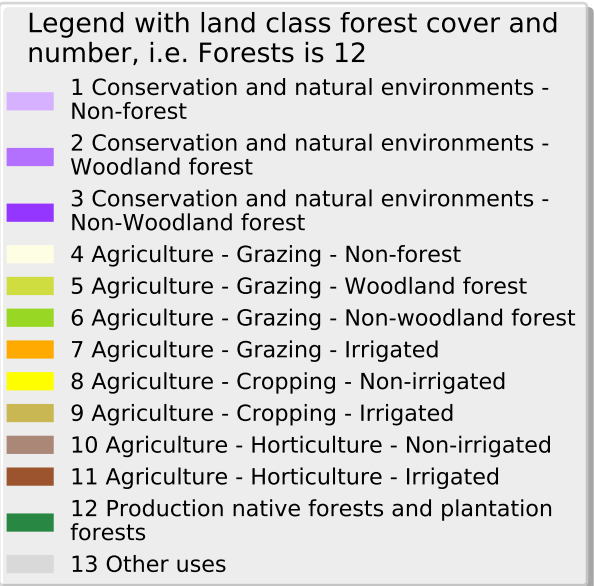 Legend with land class forest cover and
number, i.e. Forests is 12
1 Conservation and natural environments -
Non-forest
2 Conservation and natural environments -
Woodland forest
3 Conservation and natural environments -
Non-Woodland forest
4 Agriculture - Grazing - Non-forest
5 Agriculture - Grazing - Woodland forest
6 Agriculture - Grazing - Non-woodland forest
7 Agriculture - Grazing - Irrigated
8 Agriculture - Cropping - Non-irrigated
9 Agriculture - Cropping - Irrigated
10 Agriculture - Horticulture - Non-irrigated
11 Agriculture - Horticulture - Irrigated
12 Production native forests and plantation
forests
13 Other uses